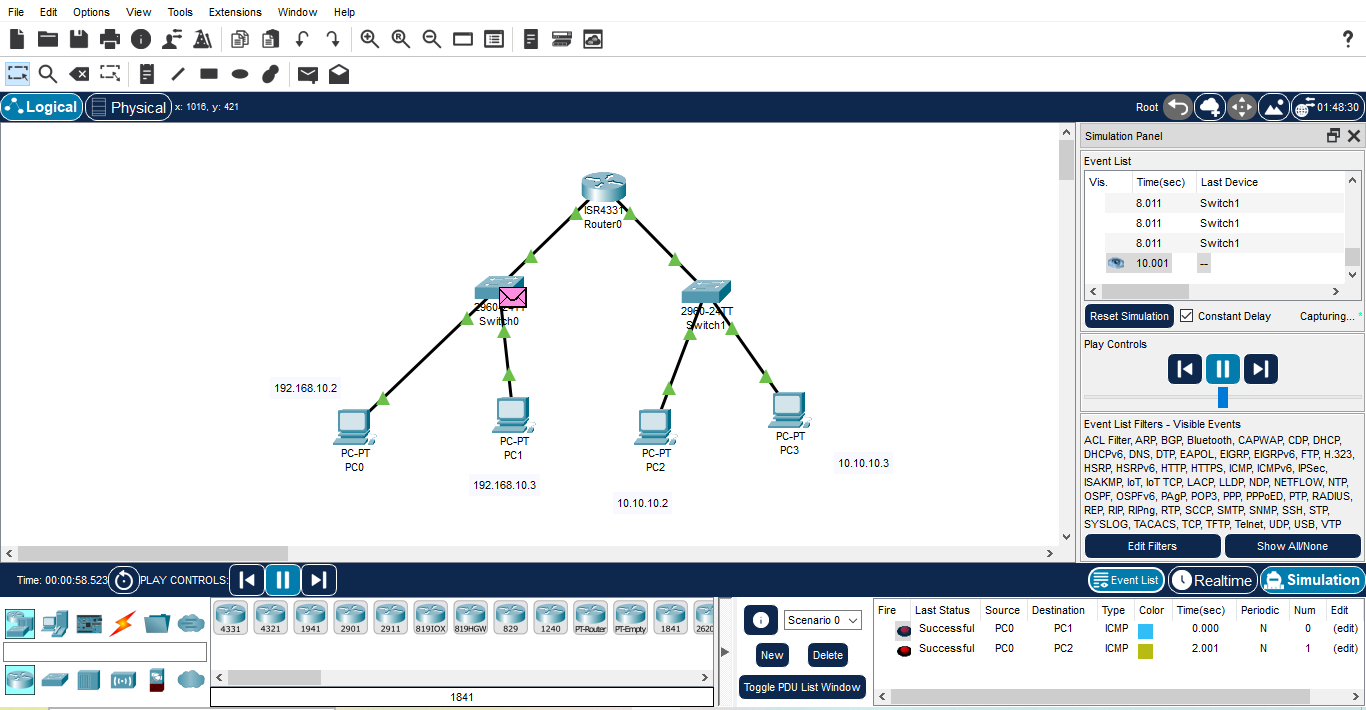 File Edit Options View Tools Extensions Window Help
Logical Physical x: 1016, y: 421 Root 01:48:30
Simulation Panel
Event List
Vis. Time(sec) Last Device
8.011 Switch1
8.011 Switch1
8.011 Switch1
10.001 --
Reset Simulation Constant Delay Capturing... *
Play Controls
Event List Filters - Visible Events
ACL Filter, ARP, BGP, Bluetooth, CAPWAP, CDP, DHCP,
DHCPv6, DNS, DTP, EAPOL, EIGRP, EIGRPv6, FTP, H.323,
HSRP, HSRPv6, HTTP, HTTPS, ICMP, ICMPv6, IPSec,
ISAKMP, IoT, IoT TCP, LACP, LLDP, NDP, NETFLOW, NTP,
OSPF, OSPFv6, PAgP, POP3, PPP, PPPoED, PTP, RADIUS,
REP, RIP, RIPng, RTP, SCCP, SMTP, SNMP, SSH, STP,
SYSLOG, TACACS, TCP, TFTP, Telnet, UDP, USB, VTP
Edit Filters Show All/None
ISR4331
Router0
2960-24TT
Switch0
2960-24TT
Switch1
192.168.10.2
PC-PT
PC0
PC-PT
PC1
192.168.10.3
PC-PT
PC2
10.10.10.2
PC-PT
PC3
10.10.10.3
Time: 00:00:58.523 PLAY CONTROLS: Event List Realtime Simulation
4331 4321 1941 2901 2911 819IOX 819HGW 829 1240 PT-Router PT-Empty 1841 2620
1841
Scenario 0
New Delete
Toggle PDU List Window
Fire Last Status Source Destination Type Color Time(sec) Periodic Num Edit
Successful PC0 PC1 ICMP 0.000 N 0 (edit)
Successful PC0 PC2 ICMP 2.001 N 1 (edit)